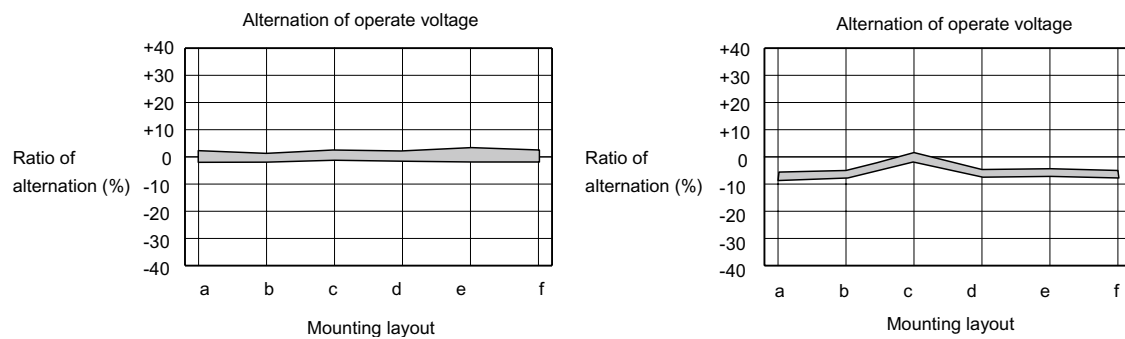 Alternation of operate voltage
+40
+30
+20
+10
0
-10
-20
-30
-40
Ratio of
alternation (%)
a b c d e f
Mounting layout
Alternation of operate voltage
+40
+30
+20
+10
0
-10
-20
-30
-40
Ratio of
alternation (%)
a b c d e f
Mounting layout